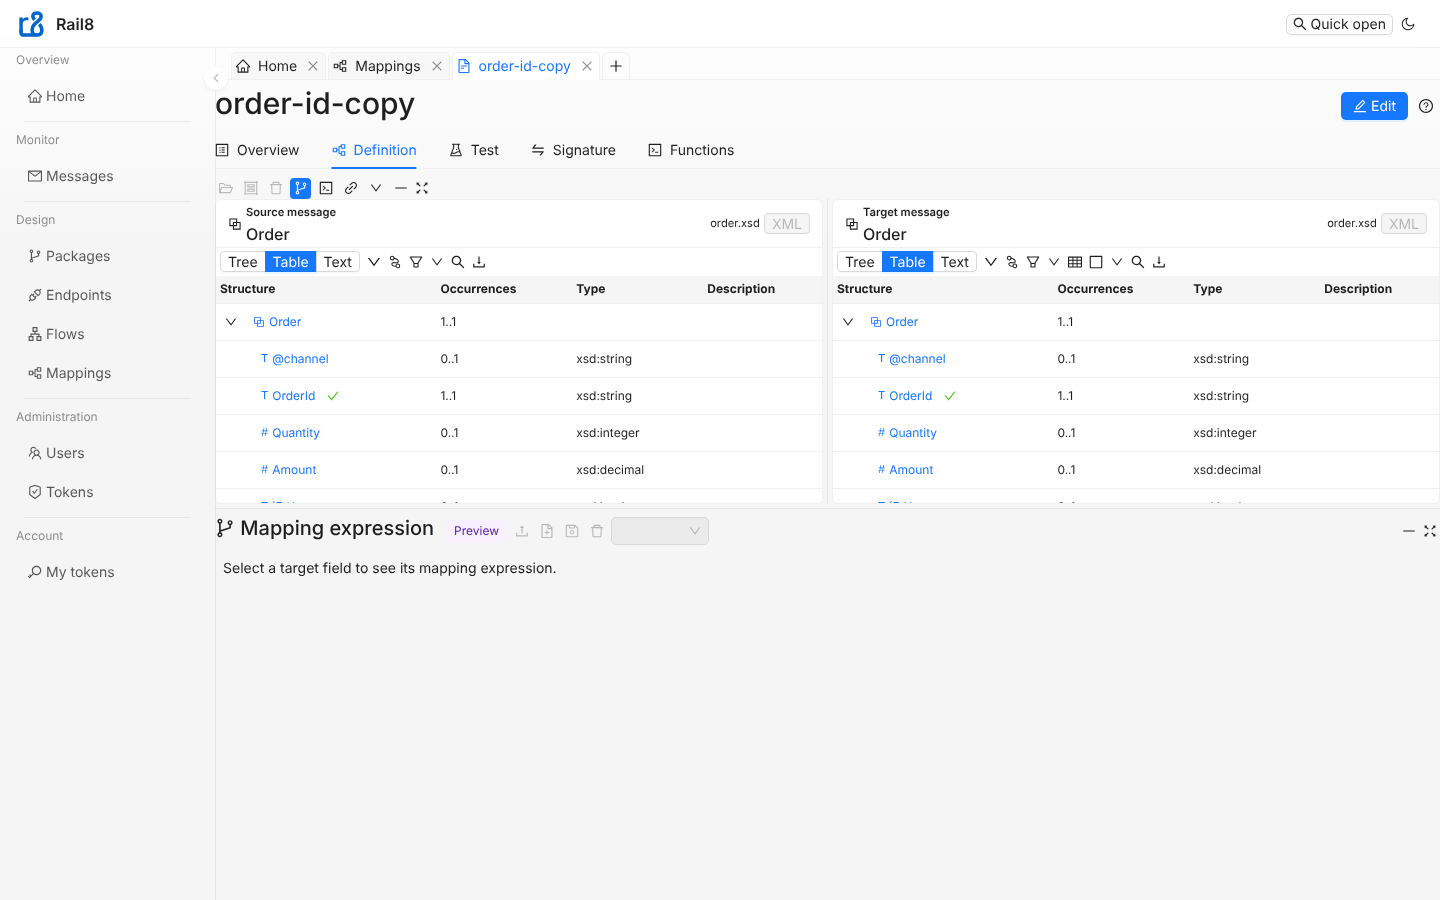 Rail8
Quick open
Overview
Home
Monitor
Messages
Design
Packages
Endpoints
Flows
Mappings
Administration
Users
Tokens
Account
My tokens
Home
Mappings
order-id-copy
order-id-copy
Edit
Overview
Definition
Test
Signature
Functions
Source message
Order
order.xsd XML
Tree Table Text
Structure Occurrences Type Description
Order 1..1
T @channel 0..1 xsd:string
T OrderId 1..1 xsd:string
# Quantity 0..1 xsd:integer
# Amount 0..1 xsd:decimal
Target message
Order
order.xsd XML
Tree Table Text
Structure Occurrences Type Description
Order 1..1
T @channel 0..1 xsd:string
T OrderId 1..1 xsd:string
# Quantity 0..1 xsd:integer
# Amount 0..1 xsd:decimal
Mapping expression Preview
Select a target field to see its mapping expression.